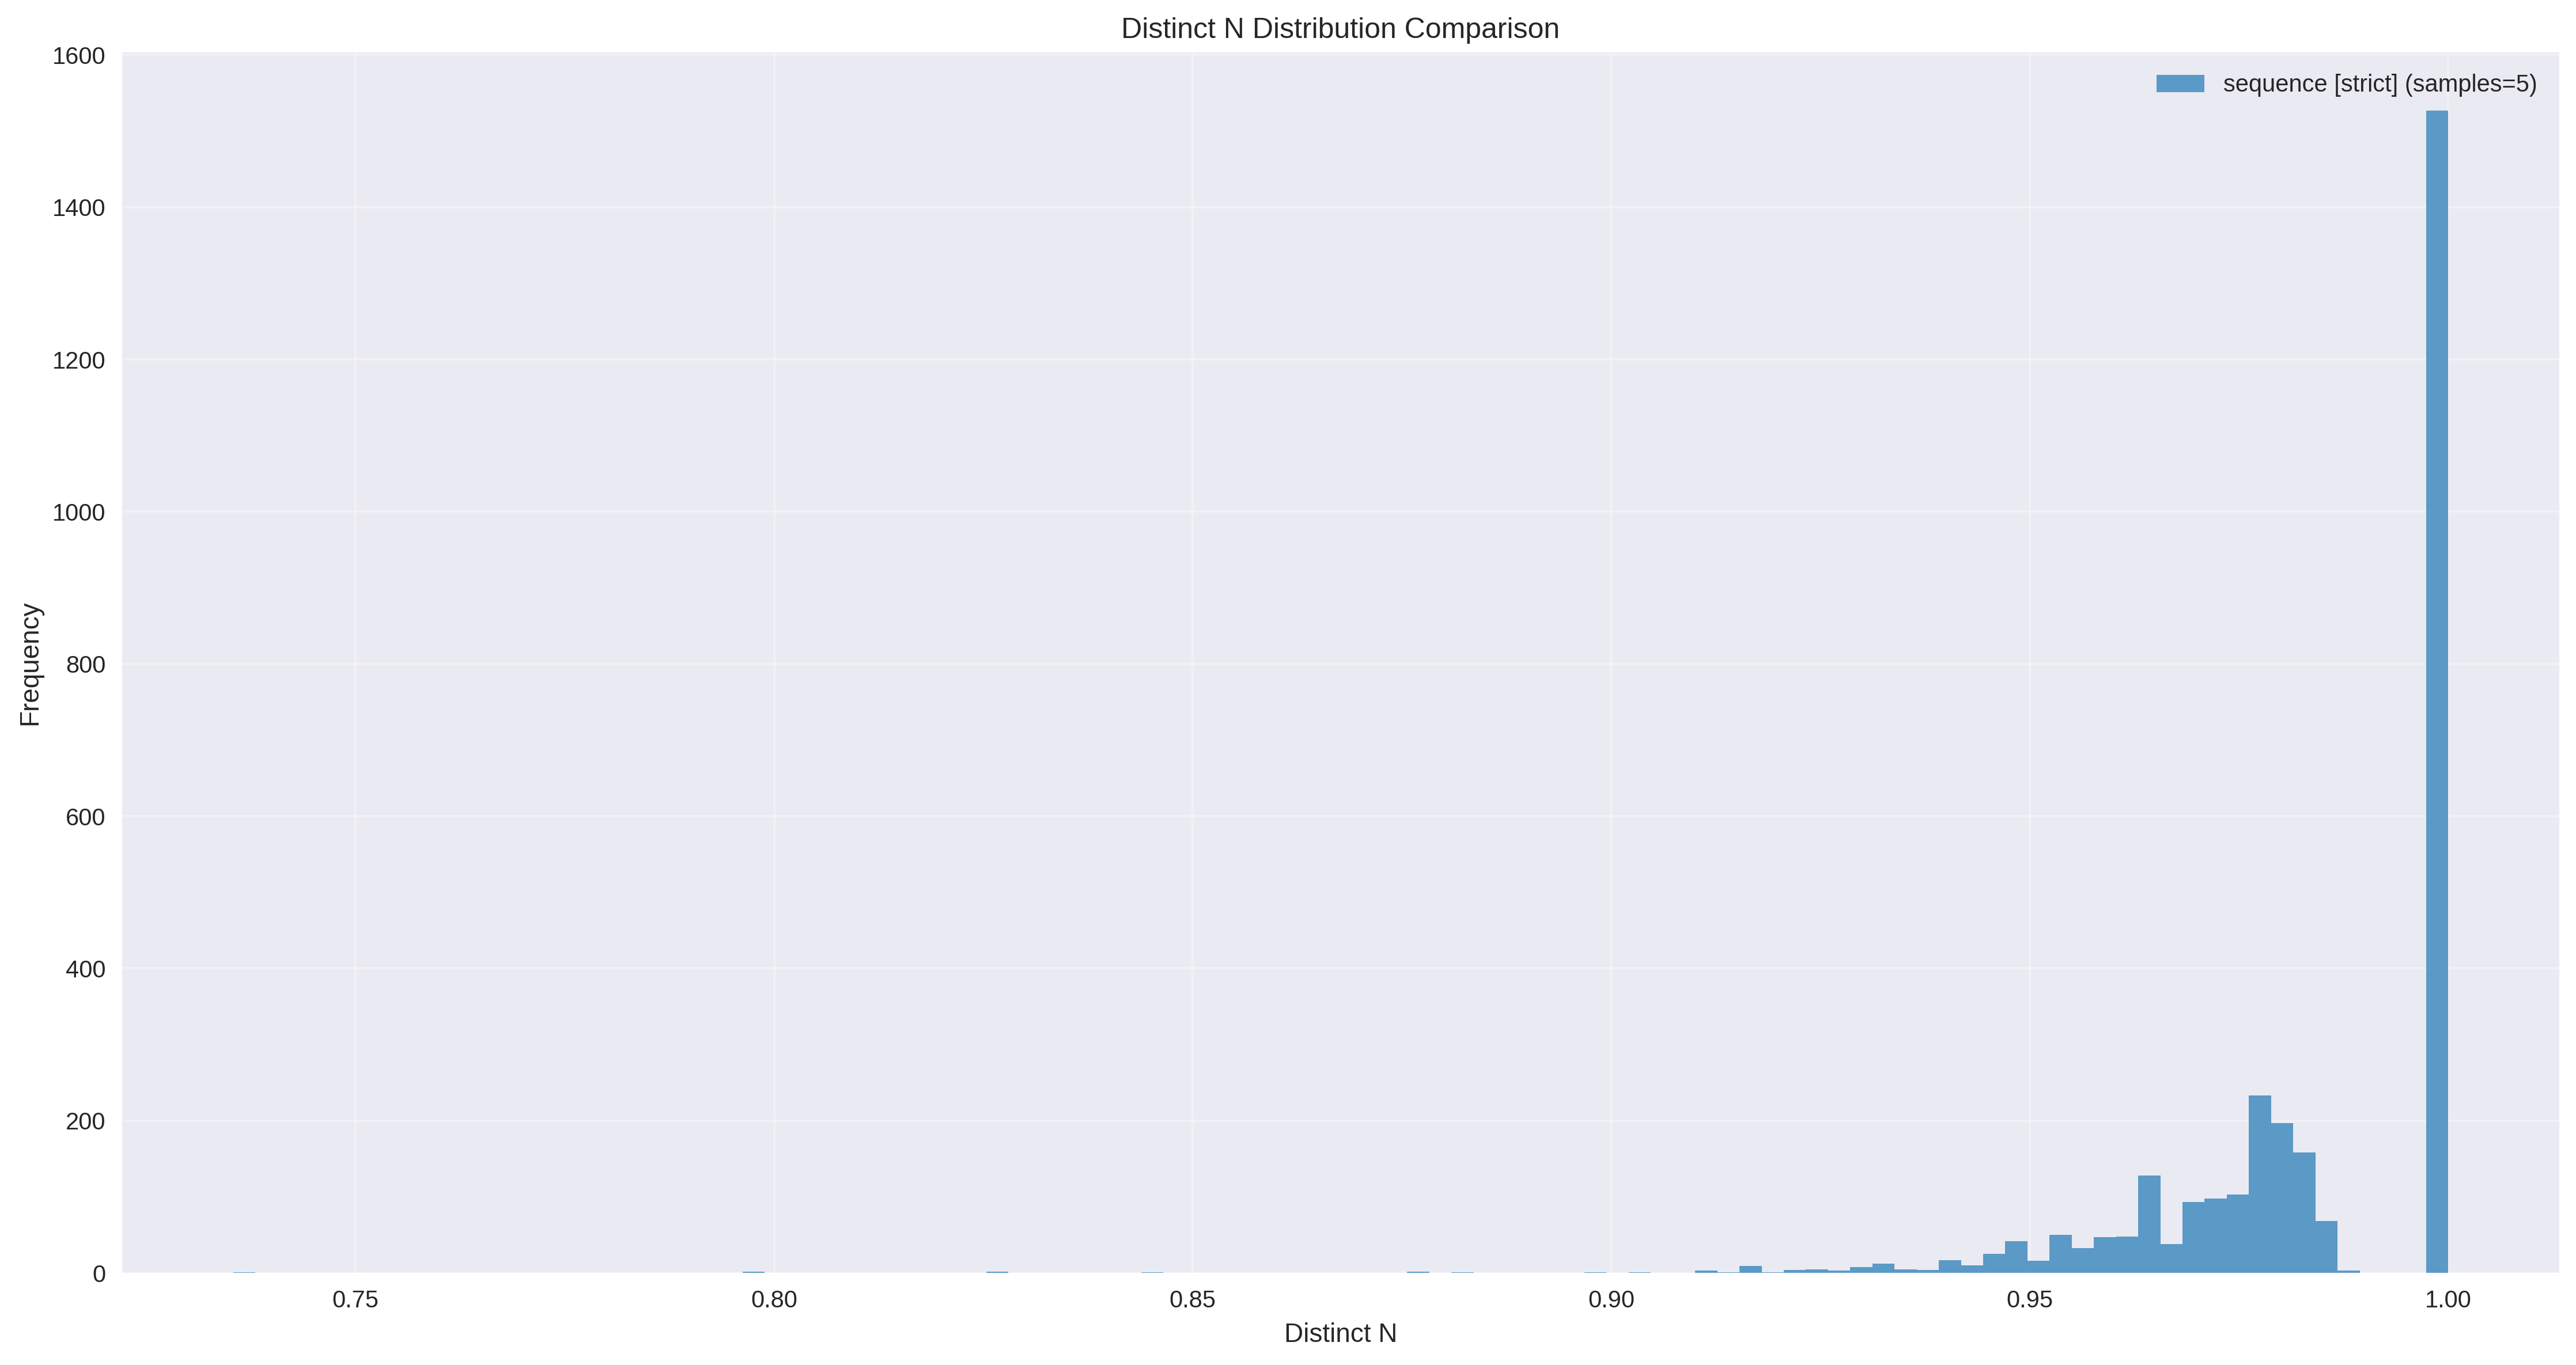 Distinct N Distribution Comparison
1600
1400
1200
1000
800
600
400
200
0
Frequency
sequence [strict] (samples=5)
0.75 0.80 0.85 0.90 0.95 1.00
Distinct N